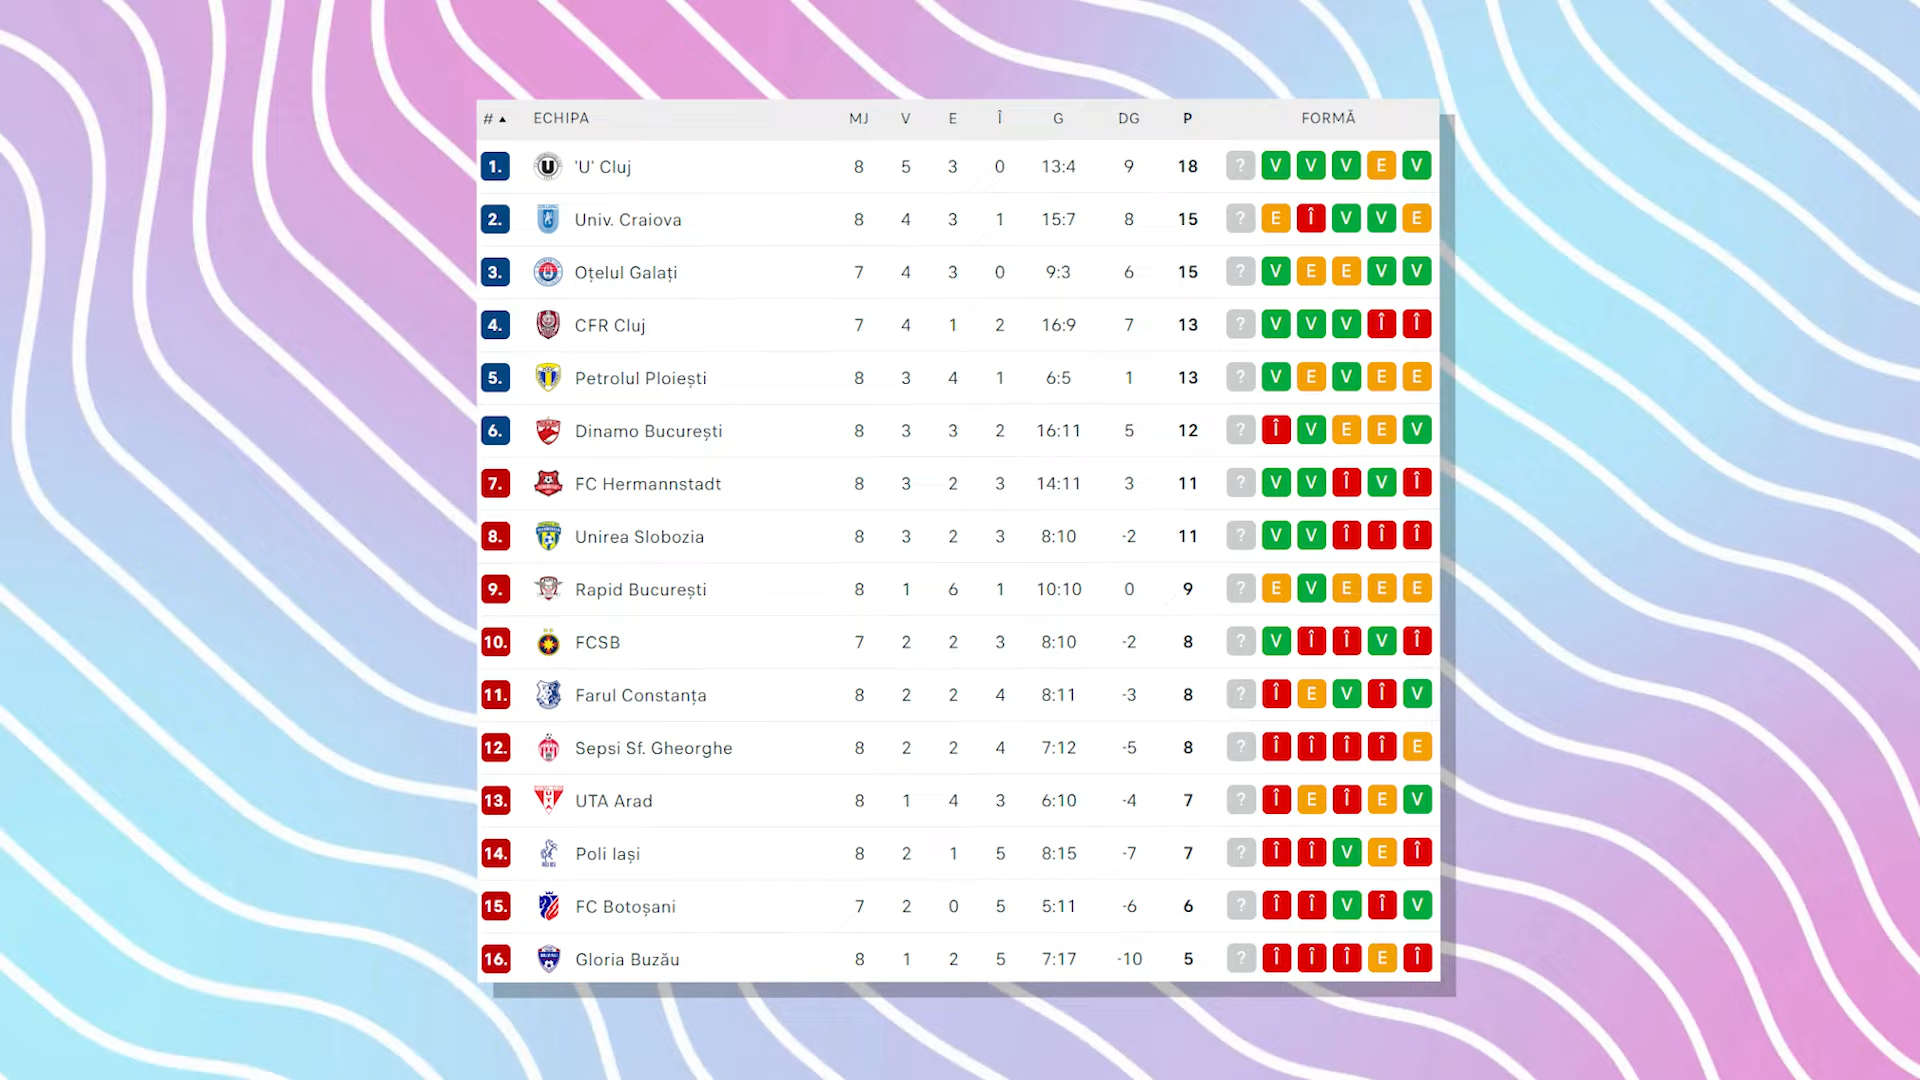 # ▲ ECHIPA MJ V E Î G DG P FORMĂ
1. 'U' Cluj 8 5 3 0 13:4 9 18 ? V V V E V
2. Univ. Craiova 8 4 3 1 15:7 8 15 ? E Î V V E
3. Oțelul Galați 7 4 3 0 9:3 6 15 ? V E E V V
4. CFR Cluj 7 4 1 2 16:9 7 13 ? V V V Î Î
5. Petrolul Ploiești 8 3 4 1 6:5 1 13 ? V E V E E
6. Dinamo București 8 3 3 2 16:11 5 12 ? Î V E E V
7. FC Hermannstadt 8 3 2 3 14:11 3 11 ? V V Î V Î
8. Unirea Slobozia 8 3 2 3 8:10 -2 11 ? V V Î Î Î
9. Rapid București 8 1 6 1 10:10 0 9 ? E V E E E
10. FCSB 7 2 2 3 8:10 -2 8 ? V Î Î V Î
11. Farul Constanța 8 2 2 4 8:11 -3 8 ? Î E V Î V
12. Sepsi Sf. Gheorghe 8 2 2 4 7:12 -5 8 ? Î Î Î Î E
13. UTA Arad 8 1 4 3 6:10 -4 7 ? Î E Î E V
14. Poli Iași 8 2 1 5 8:15 -7 7 ? Î Î V E Î
15. FC Botoșani 7 2 0 5 5:11 -6 6 ? Î Î V Î V
16. Gloria Buzău 8 1 2 5 7:17 -10 5 ? Î Î Î E Î